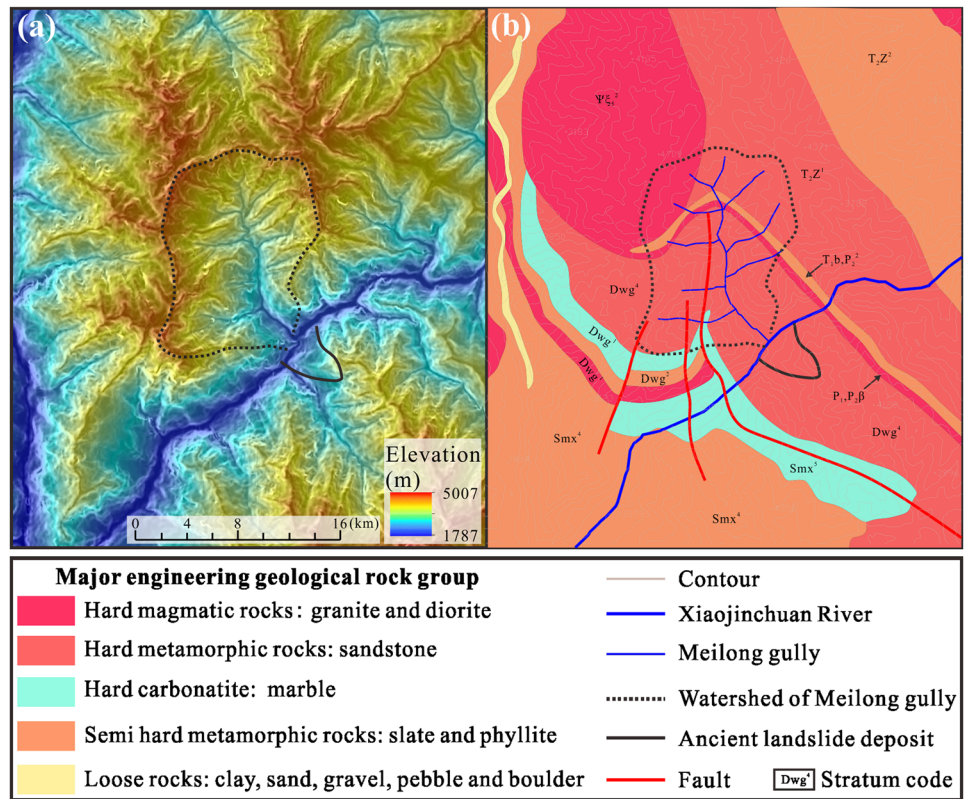 (a)
Elevation
(m)
5007
1787
0 4 8 16 (km)
(b)
T₂Z²
T₂Z¹
T₁b,P₂²
Dwg⁴
Dwg²
Smx⁴
P₁,P₂β
Dwg⁴
Smx⁵
Smx⁴
Major engineering geological rock group
Hard magmatic rocks: granite and diorite
Hard metamorphic rocks: sandstone
Hard carbonatite: marble
Semi hard metamorphic rocks: slate and phyllite
Loose rocks: clay, sand, gravel, pebble and boulder
Contour
Xiaojinchuan River
Meilong gully
Watershed of Meilong gully
Ancient landslide deposit
Fault
Dwg⁴ Stratum code